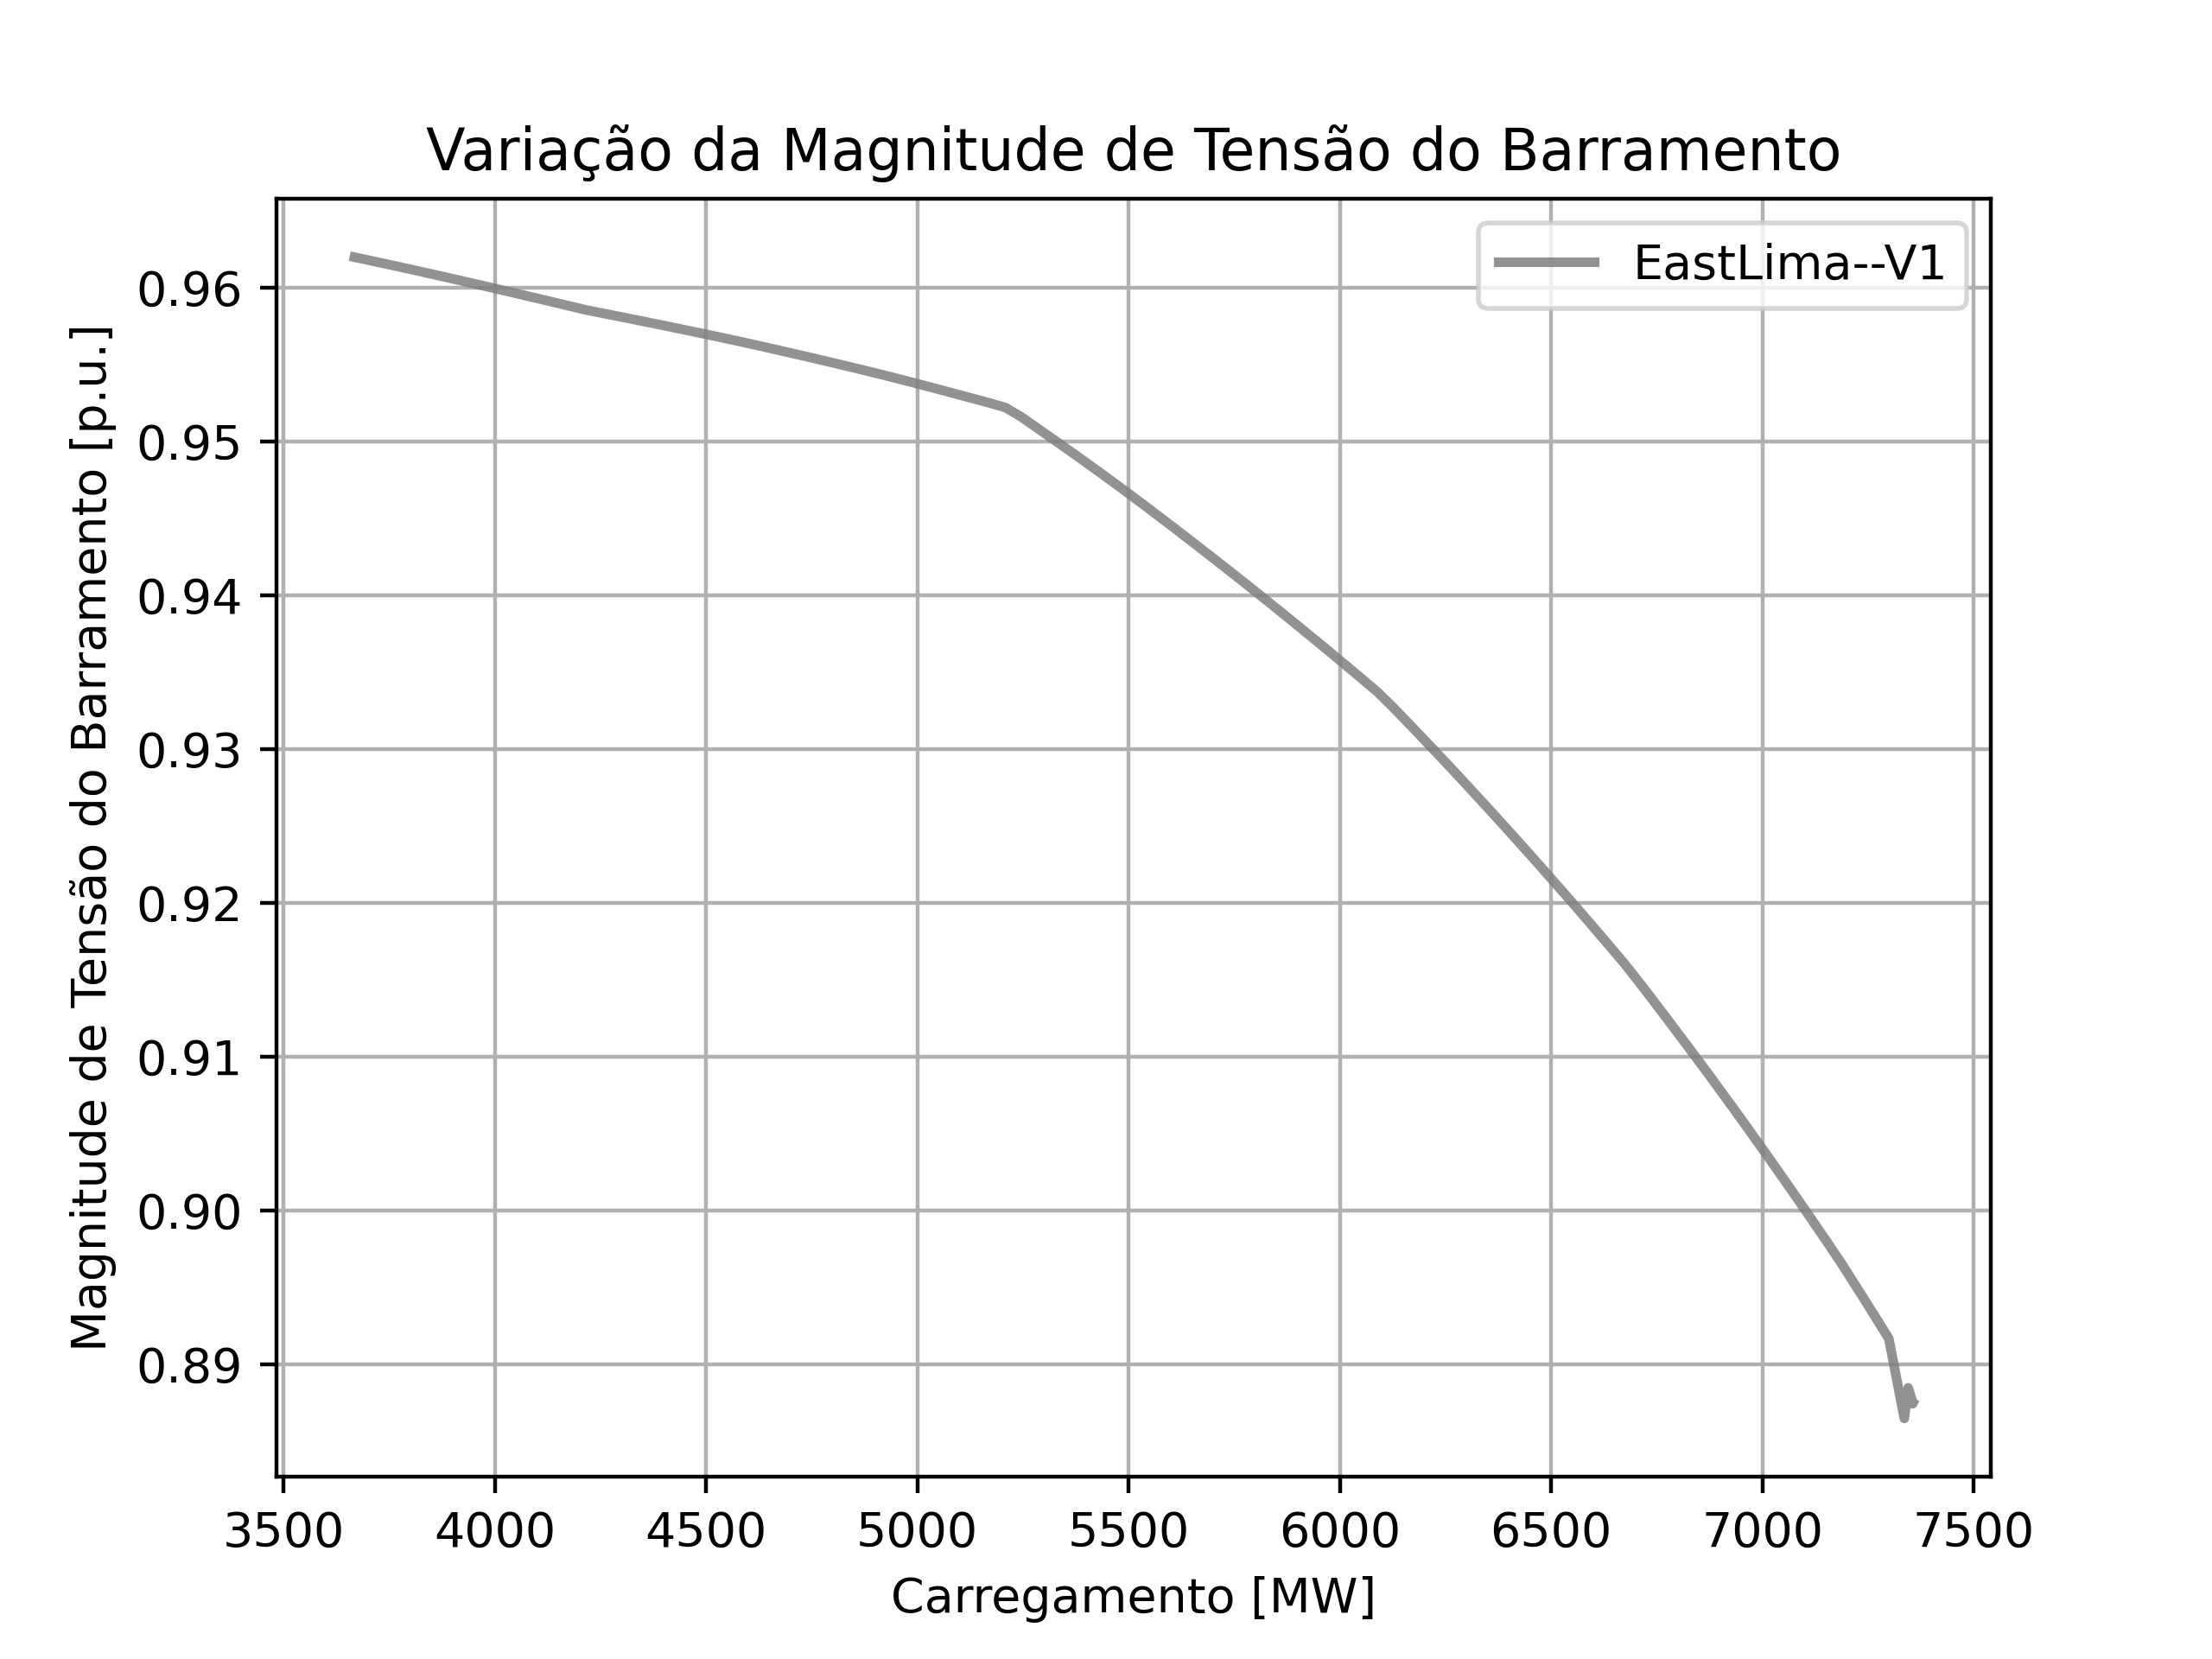 Variação da Magnitude de Tensão do Barramento
EastLima--V1
Magnitude de Tensão do Barramento [p.u.]
0.96
0.95
0.94
0.93
0.92
0.91
0.90
0.89
3500 4000 4500 5000 5500 6000 6500 7000 7500
Carregamento [MW]